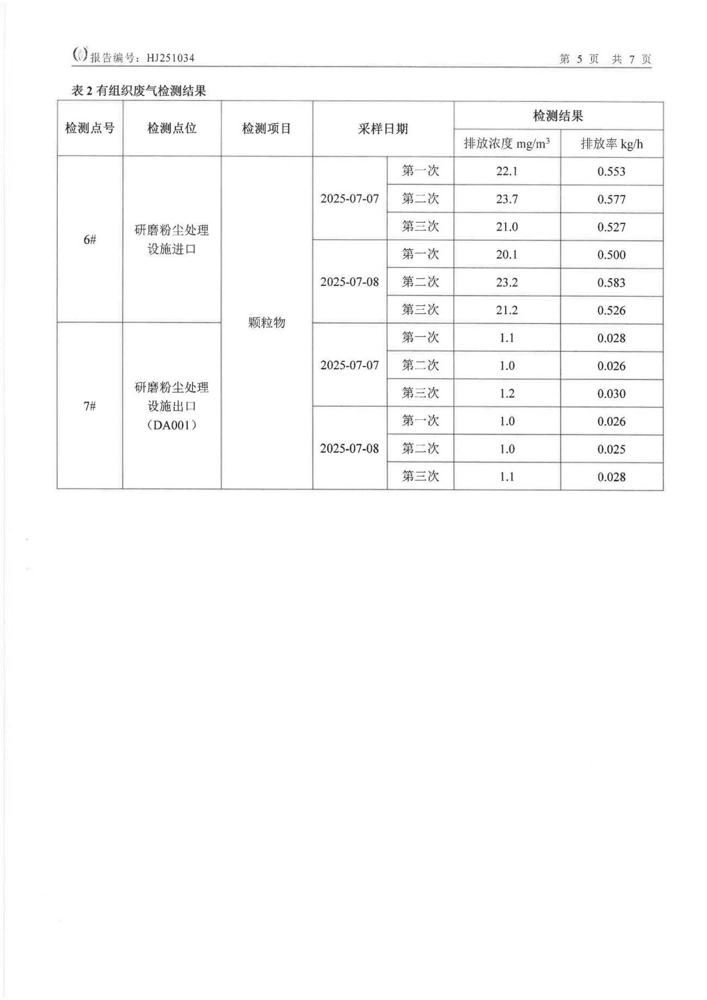 报告编号：HJ251034
第 5 页 共 7 页
表 2 有组织废气检测结果
检测点号 检测点位 检测项目 采样日期 检测结果
排放浓度 mg/m³ 排放率 kg/h
6# 研磨粉尘处理
设施进口
颗粒物
2025-07-07 第一次 22.1 0.553
第二次 23.7 0.577
第三次 21.0 0.527
2025-07-08 第一次 20.1 0.500
第二次 23.2 0.583
第三次 21.2 0.526
7# 研磨粉尘处理
设施出口
（DA001）
2025-07-07 第一次 1.1 0.028
第二次 1.0 0.026
第三次 1.2 0.030
2025-07-08 第一次 1.0 0.026
第二次 1.0 0.025
第三次 1.1 0.028